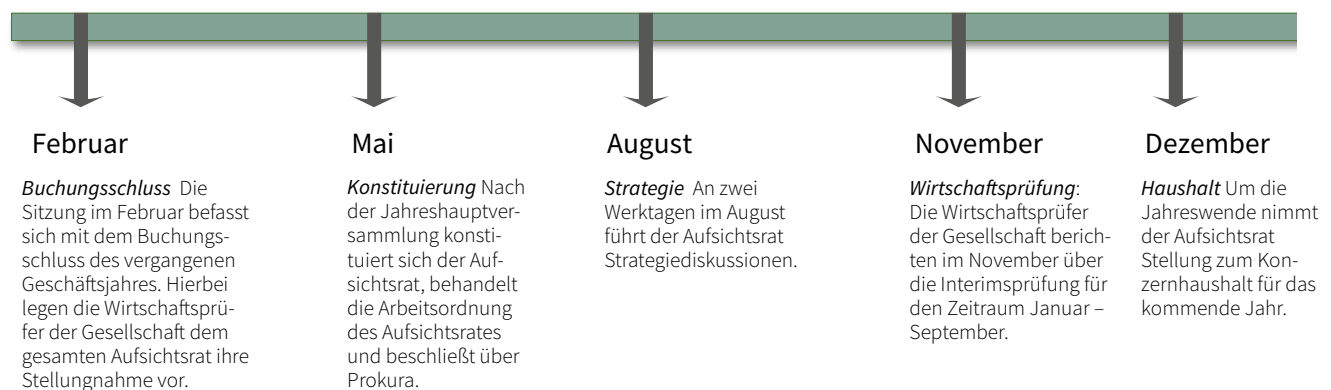 Februar
Buchungsschluss Die
Sitzung im Februar befasst
sich mit dem Buchungs-
schluss des vergangenen
Geschäftsjahres. Hierbei
legen die Wirtschaftsprü-
fer der Gesellschaft dem
gesamten Aufsichtsrat ihre
Stellungnahme vor.
Mai
Konstituierung Nach
der Jahreshauptver-
sammlung konsti-
tuiert sich der Auf-
sichtsrat, behandelt
die Arbeitsordnung
des Aufsichtsrates
und beschließt über
Prokura.
August
Strategie An zwei
Werktagen im August
führt der Aufsichtsrat
Strategiediskussionen.
November
Wirtschaftsprüfung:
Die Wirtschaftsprüfer
der Gesellschaft berich-
ten im November über
die Interimsprüfung für
den Zeitraum Januar –
September.
Dezember
Haushalt Um die
Jahreswende nimmt
der Aufsichtsrat
Stellung zum Kon-
zernhaushalt für das
kommende Jahr.